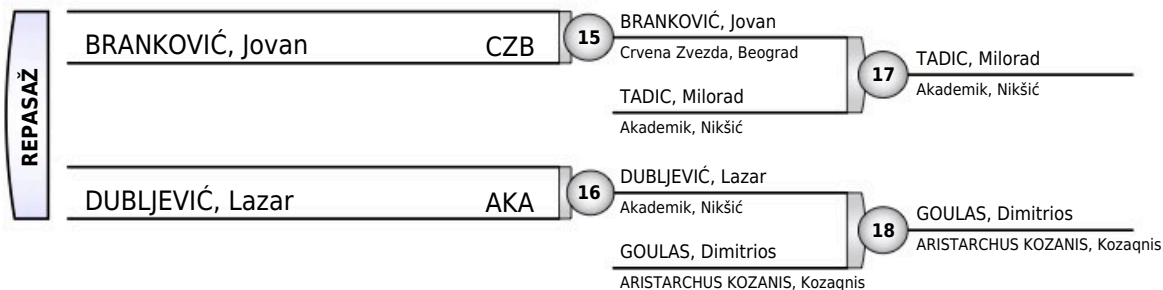 REPASAŽ
BRANKOVIĆ, Jovan CZB
15
BRANKOVIĆ, Jovan
Crvena Zvezda, Beograd
TADIC, Milorad
Akademik, Nikšić
17
TADIC, Milorad
Akademik, Nikšić
DUBLJEVIĆ, Lazar AKA
16
DUBLJEVIĆ, Lazar
Akademik, Nikšić
GOULAS, Dimitrios
ARISTARCHUS KOZANIS, Kozaqnis
18
GOULAS, Dimitrios
ARISTARCHUS KOZANIS, Kozaqnis